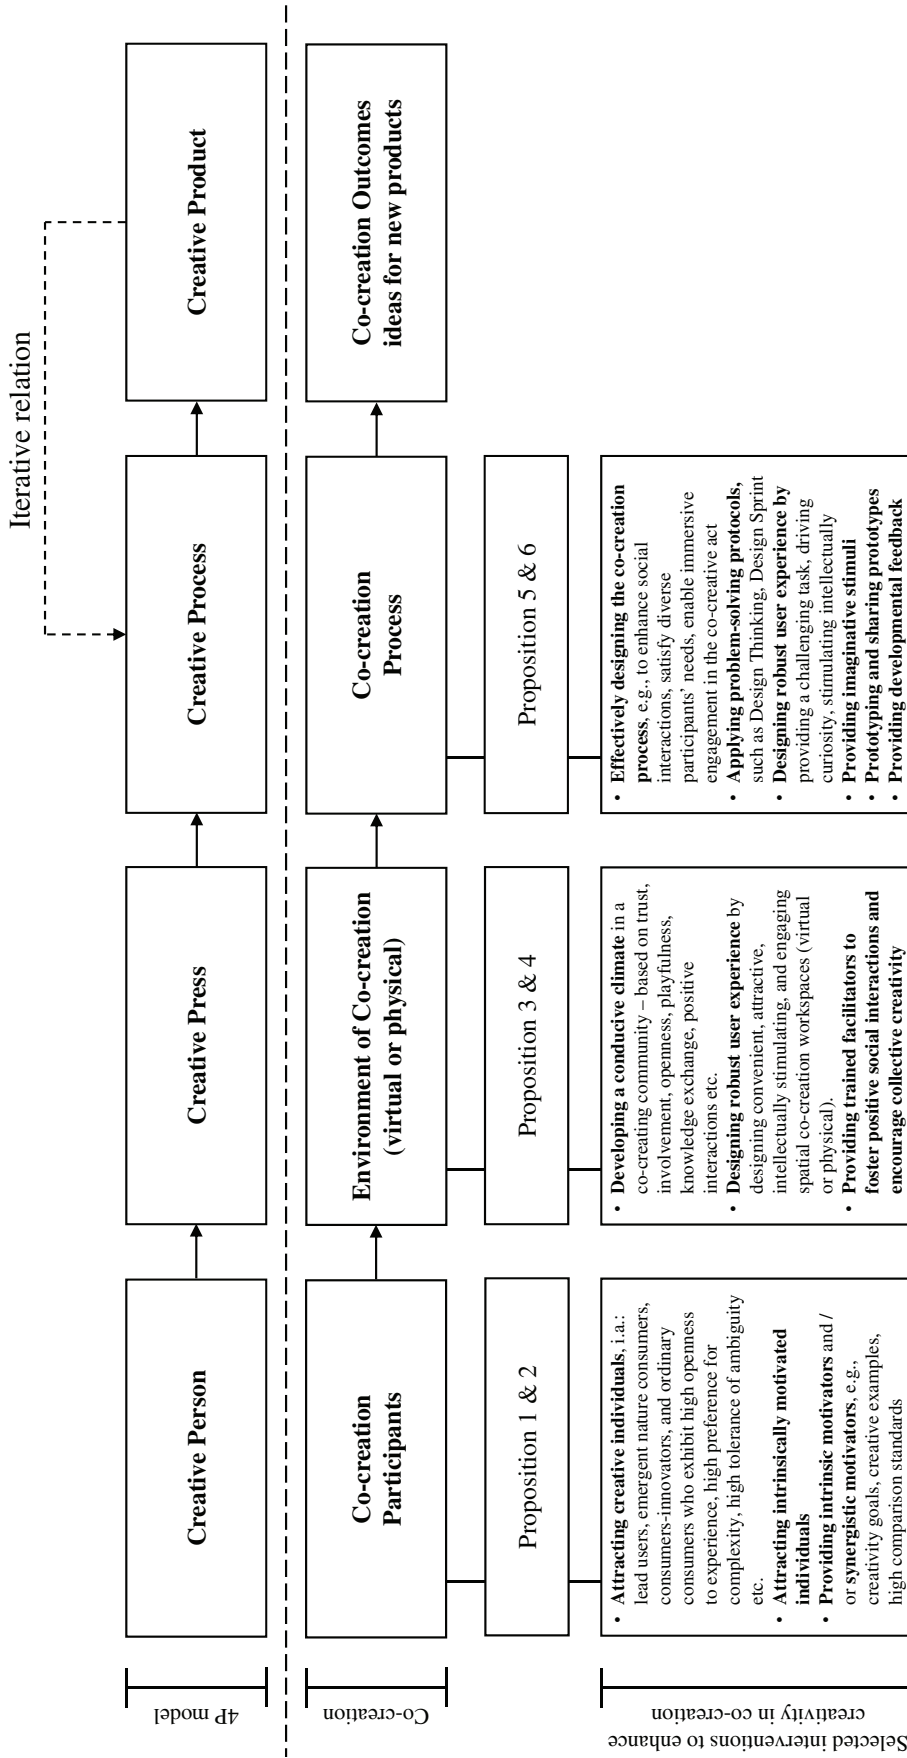 Iterative relation
4P model
Creative Person
Creative Press
Creative Process
Creative Product
Co-creation
Co-creation
Participants
Environment of Co-creation
(virtual or physical)
Co-creation
Process
Co-creation Outcomes
ideas for new products
Proposition 1 & 2
Proposition 3 & 4
Proposition 5 & 6
Selected interventions to enhance
creativity in co-creation
• Attracting creative individuals, i.a.:
lead users, emergent nature consumers,
consumers-innovators, and ordinary
consumers who exhibit high openness
to experience, high preference for
complexity, high tolerance of ambiguity
etc.
• Attracting intrinsically motivated
individuals
• Providing intrinsic motivators and /
or synergistic motivators, e.g.,
creativity goals, creative examples,
high comparison standards
• Developing a conducive climate in a
co-creating community – based on trust,
involvement, openness, playfulness,
knowledge exchange, positive
interactions etc.
• Designing robust user experience by
designing convenient, attractive,
intellectually stimulating, and engaging
spatial co-creation workspaces (virtual
or physical).
• Providing trained facilitators to
foster positive social interactions and
encourage collective creativity
• Effectively designing the co-creation
process, e.g., to enhance social
interactions, satisfy diverse
participants’ needs, enable immersive
engagement in the co-creative act
• Applying problem-solving protocols,
such as Design Thinking, Design Sprint
• Designing robust user experience by
providing a challenging task, driving
curiosity, stimulating intellectually
• Providing imaginative stimuli
• Prototyping and sharing prototypes
• Providing developmental feedback